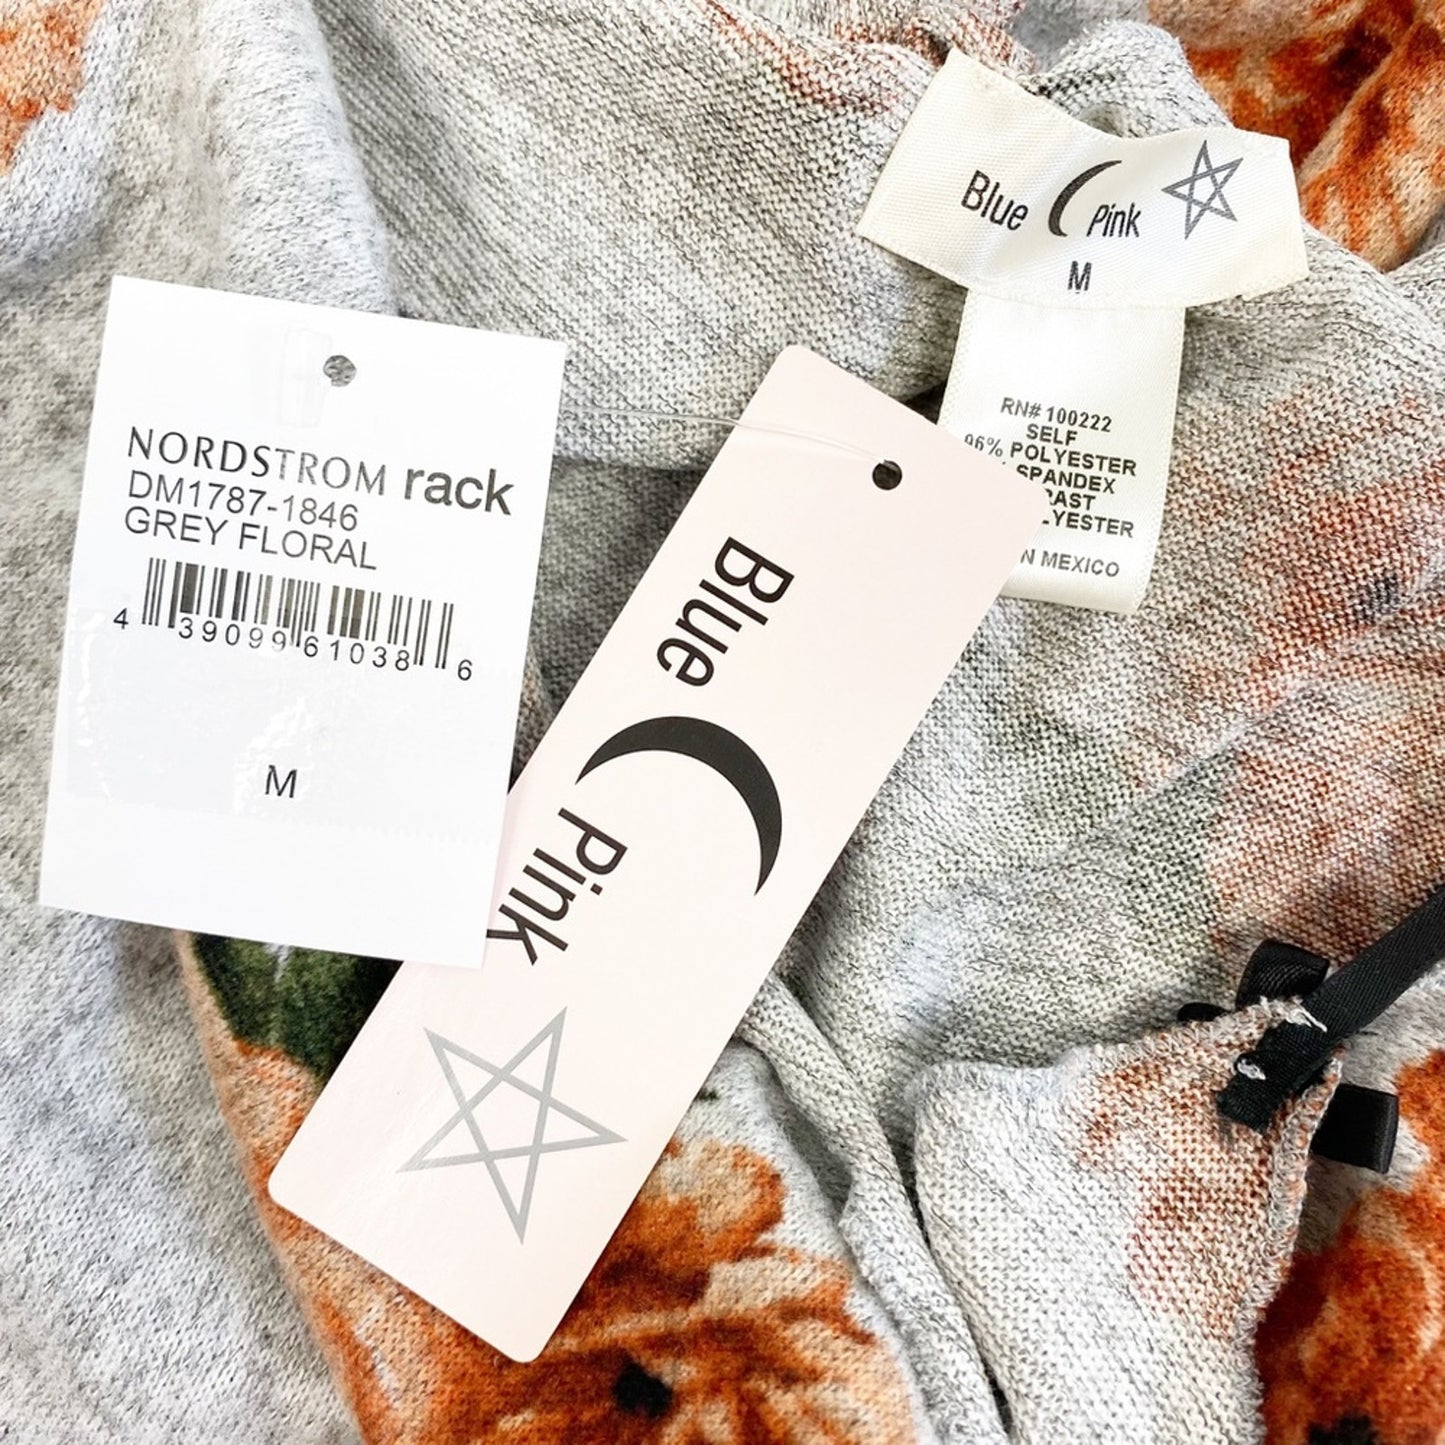 NORDSTROM rack
DM1787-1846
GREY FLORAL
4 39099 61038 6
M
Blue
Pink
Blue Pink
M
RN# 100222
SELF
96% POLYESTER
SPANDEX
MEXICO